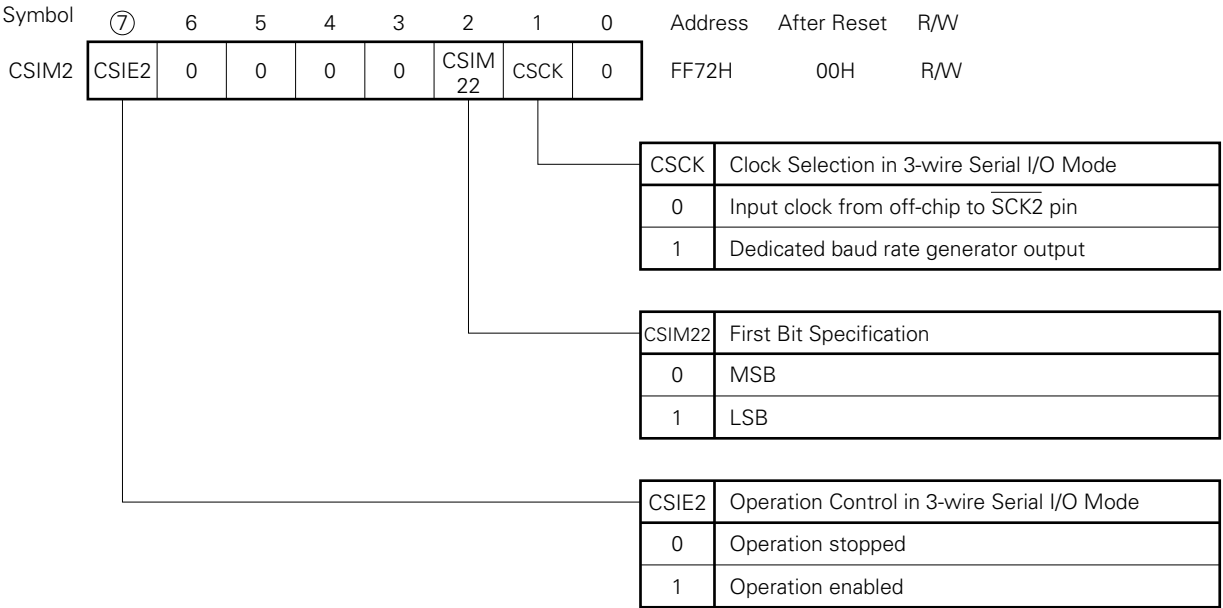 Symbol ⑦ 6 5 4 3 2 1 0 Address After Reset R/W
CSIM2 CSIE2 0 0 0 0 CSIM 22 CSCK 0 FF72H 00H R/W
CSCK Clock Selection in 3-wire Serial I/O Mode
0 Input clock from off-chip to S̅C̅K̅2̅ pin
1 Dedicated baud rate generator output
CSIM22 First Bit Specification
0 MSB
1 LSB
CSIE2 Operation Control in 3-wire Serial I/O Mode
0 Operation stopped
1 Operation enabled